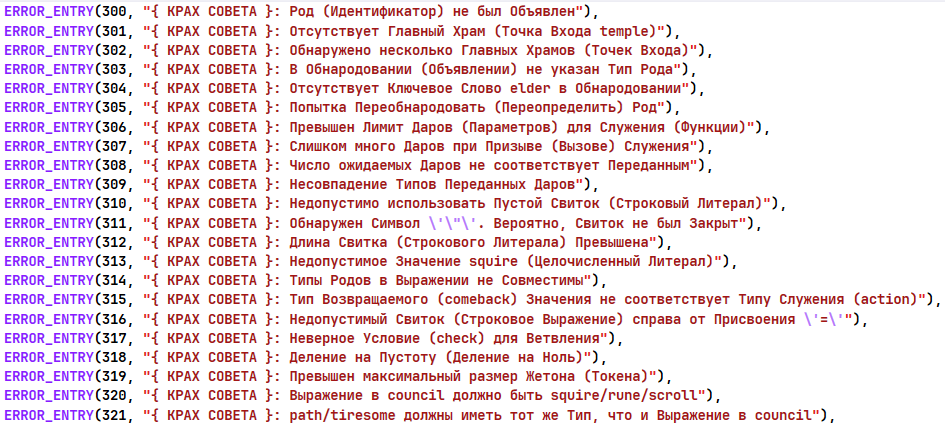 ERROR_ENTRY(300, "{ КРАХ СОВЕТА }: Род (Идентификатор) не был Объявлен"),
ERROR_ENTRY(301, "{ КРАХ СОВЕТА }: Отсутствует Главный Храм (Точка Входа temple)"),
ERROR_ENTRY(302, "{ КРАХ СОВЕТА }: Обнаружено несколько Главных Храмов (Точек Входа)"),
ERROR_ENTRY(303, "{ КРАХ СОВЕТА }: В Обнародовании (Объявлении) не указан Тип Рода"),
ERROR_ENTRY(304, "{ КРАХ СОВЕТА }: Отсутствует Ключевое Слово elder в Обнародовании"),
ERROR_ENTRY(305, "{ КРАХ СОВЕТА }: Попытка Переобнародовать (Переопределить) Род"),
ERROR_ENTRY(306, "{ КРАХ СОВЕТА }: Превышен Лимит Даров (Параметров) для Служения (Функции)"),
ERROR_ENTRY(307, "{ КРАХ СОВЕТА }: Слишком много Даров при Призыве (Вызове) Служения"),
ERROR_ENTRY(308, "{ КРАХ СОВЕТА }: Число ожидаемых Даров не соответствует Переданным"),
ERROR_ENTRY(309, "{ КРАХ СОВЕТА }: Несовпадение Типов Переданных Даров"),
ERROR_ENTRY(310, "{ КРАХ СОВЕТА }: Недопустимо использовать Пустой Свиток (Строковый Литерал)"),
ERROR_ENTRY(311, "{ КРАХ СОВЕТА }: Обнаружен Символ \'\"\'. Вероятно, Свиток не был Закрыт"),
ERROR_ENTRY(312, "{ КРАХ СОВЕТА }: Длина Свитка (Строкового Литерала) Превышена"),
ERROR_ENTRY(313, "{ КРАХ СОВЕТА }: Недопустимое Значение squire (Целочисленный Литерал)"),
ERROR_ENTRY(314, "{ КРАХ СОВЕТА }: Типы Родов в Выражении не Совместимы"),
ERROR_ENTRY(315, "{ КРАХ СОВЕТА }: Тип Возвращаемого (comeback) Значения не соответствует Типу Служения (action)"),
ERROR_ENTRY(316, "{ КРАХ СОВЕТА }: Недопустимый Свиток (Строковое Выражение) справа от Присвоения \'=\'"),
ERROR_ENTRY(317, "{ КРАХ СОВЕТА }: Неверное Условие (check) для Ветвления"),
ERROR_ENTRY(318, "{ КРАХ СОВЕТА }: Деление на Пустоту (Деление на Ноль)"),
ERROR_ENTRY(319, "{ КРАХ СОВЕТА }: Превышен максимальный размер Жетона (Токена)"),
ERROR_ENTRY(320, "{ КРАХ СОВЕТА }: Выражение в council должно быть squire/rune/scroll"),
ERROR_ENTRY(321, "{ КРАХ СОВЕТА }: path/tiresome должны иметь тот же Тип, что и Выражение в council"),